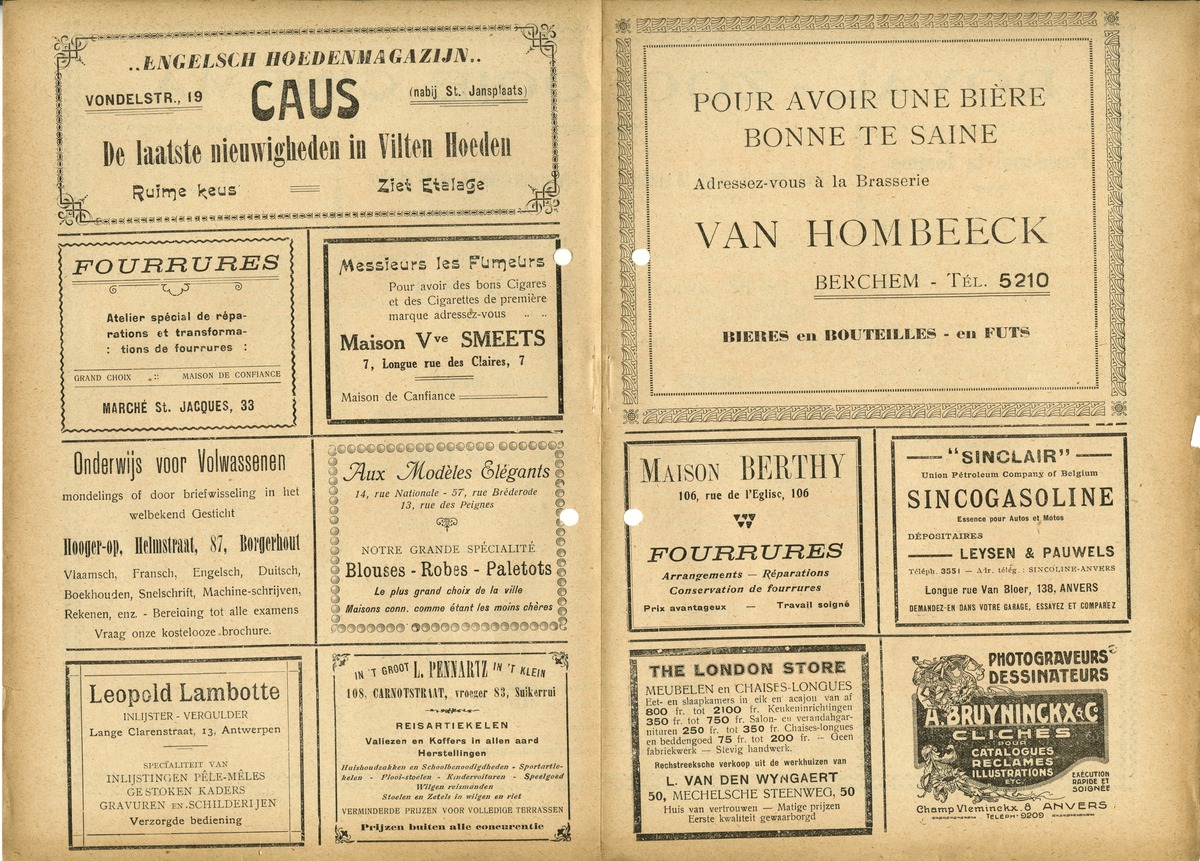 ..ENGELSCH HOEDENMAGAZIJN..
VONDELSTR., 19 CAUS (nabij St. Jansplaats)
De laatste nieuwigheden in Vilten Hoeden
Ruime keus Ziet Etalage
FOURRURES
Atelier spécial de répa-
rations et transforma-
: tions de fourrures :
GRAND CHOIX .:: MAISON DE CONFIANCE
MARCHÉ St. JACQUES, 33
Messieurs les Fumeurs
Pour avoir des bons Cigares
et des Cigarettes de première
marque adressez-vous .. ..
Maison Vve SMEETS
7, Longue rue des Claires, 7
Maison de Canfiance
Onderwijs voor Volwassenen
mondelings of door briefwisseling in het
welbekend Gesticht
Hooger-op, Helmstraat, 87, Borgerhout
Vlaamsch, Fransch, Engelsch, Duitsch,
Boekhouden, Snelschrift, Machine-schrijven,
Rekenen, enz. - Bereiaing tot alle examens
Vraag onze kostelooze brochure.
Aux Modèles Elégants
14, rue Nationale - 57, rue Bréderode
13, rue des Peignes
NOTRE GRANDE SPÉCIALITÉ
Blouses - Robes - Paletots
Le plus grand choix de la ville
Maisons conn. comme étant les moins chères
Leopold Lambotte
INLIJSTER - VERGULDER
Lange Clarenstraat, 13, Antwerpen
SPECIALITEIT VAN
INLIJSTINGEN PÊLE-MÊLES
GESTOKEN KADERS
GRAVUREN EN SCHILDERIJEN
Verzorgde bediening
IN 'T GROOT L. PENNARTZ IN 'T KLEIN
108, CARNOTSTRAAT, vroeger 83, Suikerrui
REISARTIKELEN
Valiezen en Koffers in allen aard
Herstellingen
Huishoudzakken en Schoolbenoodigdheden - Sportartie-
kelen - Plooi-stoelen - Kindervoituren - Speelgoed
Wilgen reismanden
Stoelen en Zetels in wilgen en riet
VERMINDERDE PRIJZEN VOOR VOLLEDIGE TERRASSEN
Prijzen buiten alle concurentie
POUR AVOIR UNE BIÈRE
BONNE TE SAINE
Adressez-vous à la Brasserie
VAN HOMBEECK
BERCHEM - TÉL. 5210
BIERES en BOUTEILLES - en FUTS
MAISON BERTHY
106, rue de l'Eglise, 106
FOURRURES
Arrangements — Réparations
Conservation de fourrures
Prix avantageux — Travail soigné
"SINCLAIR"
Union Pétroleum Company of Belgium
SINCOGASOLINE
Essence pour Autos et Motos
DÉPOSITAIRES
LEYSEN & PAUWELS
Téléph. 3551 — Adr. télég. : SINCOLINE-ANVERS
Longue rue Van Bloer, 138, ANVERS
DEMANDEZ-EN DANS VOTRE GARAGE, ESSAYEZ ET COMPAREZ
THE LONDON STORE
MEUBELEN en CHAISES-LONGUES
Eet- en slaapkamers in eik en acajou van af
800 fr. tot 2100 fr. Keukeninrichtingen
350 fr. tot 750 fr. Salon- en verandahgar-
nituren 250 fr. tot 350 fr. Chaises-longues
en beddengoed 75 fr. tot 200 fr. — Geen
fabriekwerk — Stevig handwerk.
Rechstreeksche verkoop uit de werkhuizen van
L. VAN DEN WYNGAERT
50, MECHELSCHE STEENWEG, 50
Huis van vertrouwen — Matige prijzen
Eerste kwaliteit gewaarborgd
PHOTOGRAVEURS
DESSINATEURS
A. BRUYNINCKX & Co
CLICHÉS
POUR
CATALOGUES
RECLAMES
ILLUSTRATIONS
ETC.
EXÉCUTION
RAPIDE ET
SOIGNÉE
Champ Vleminckx. 8 ANVERS
TELEPH-9209